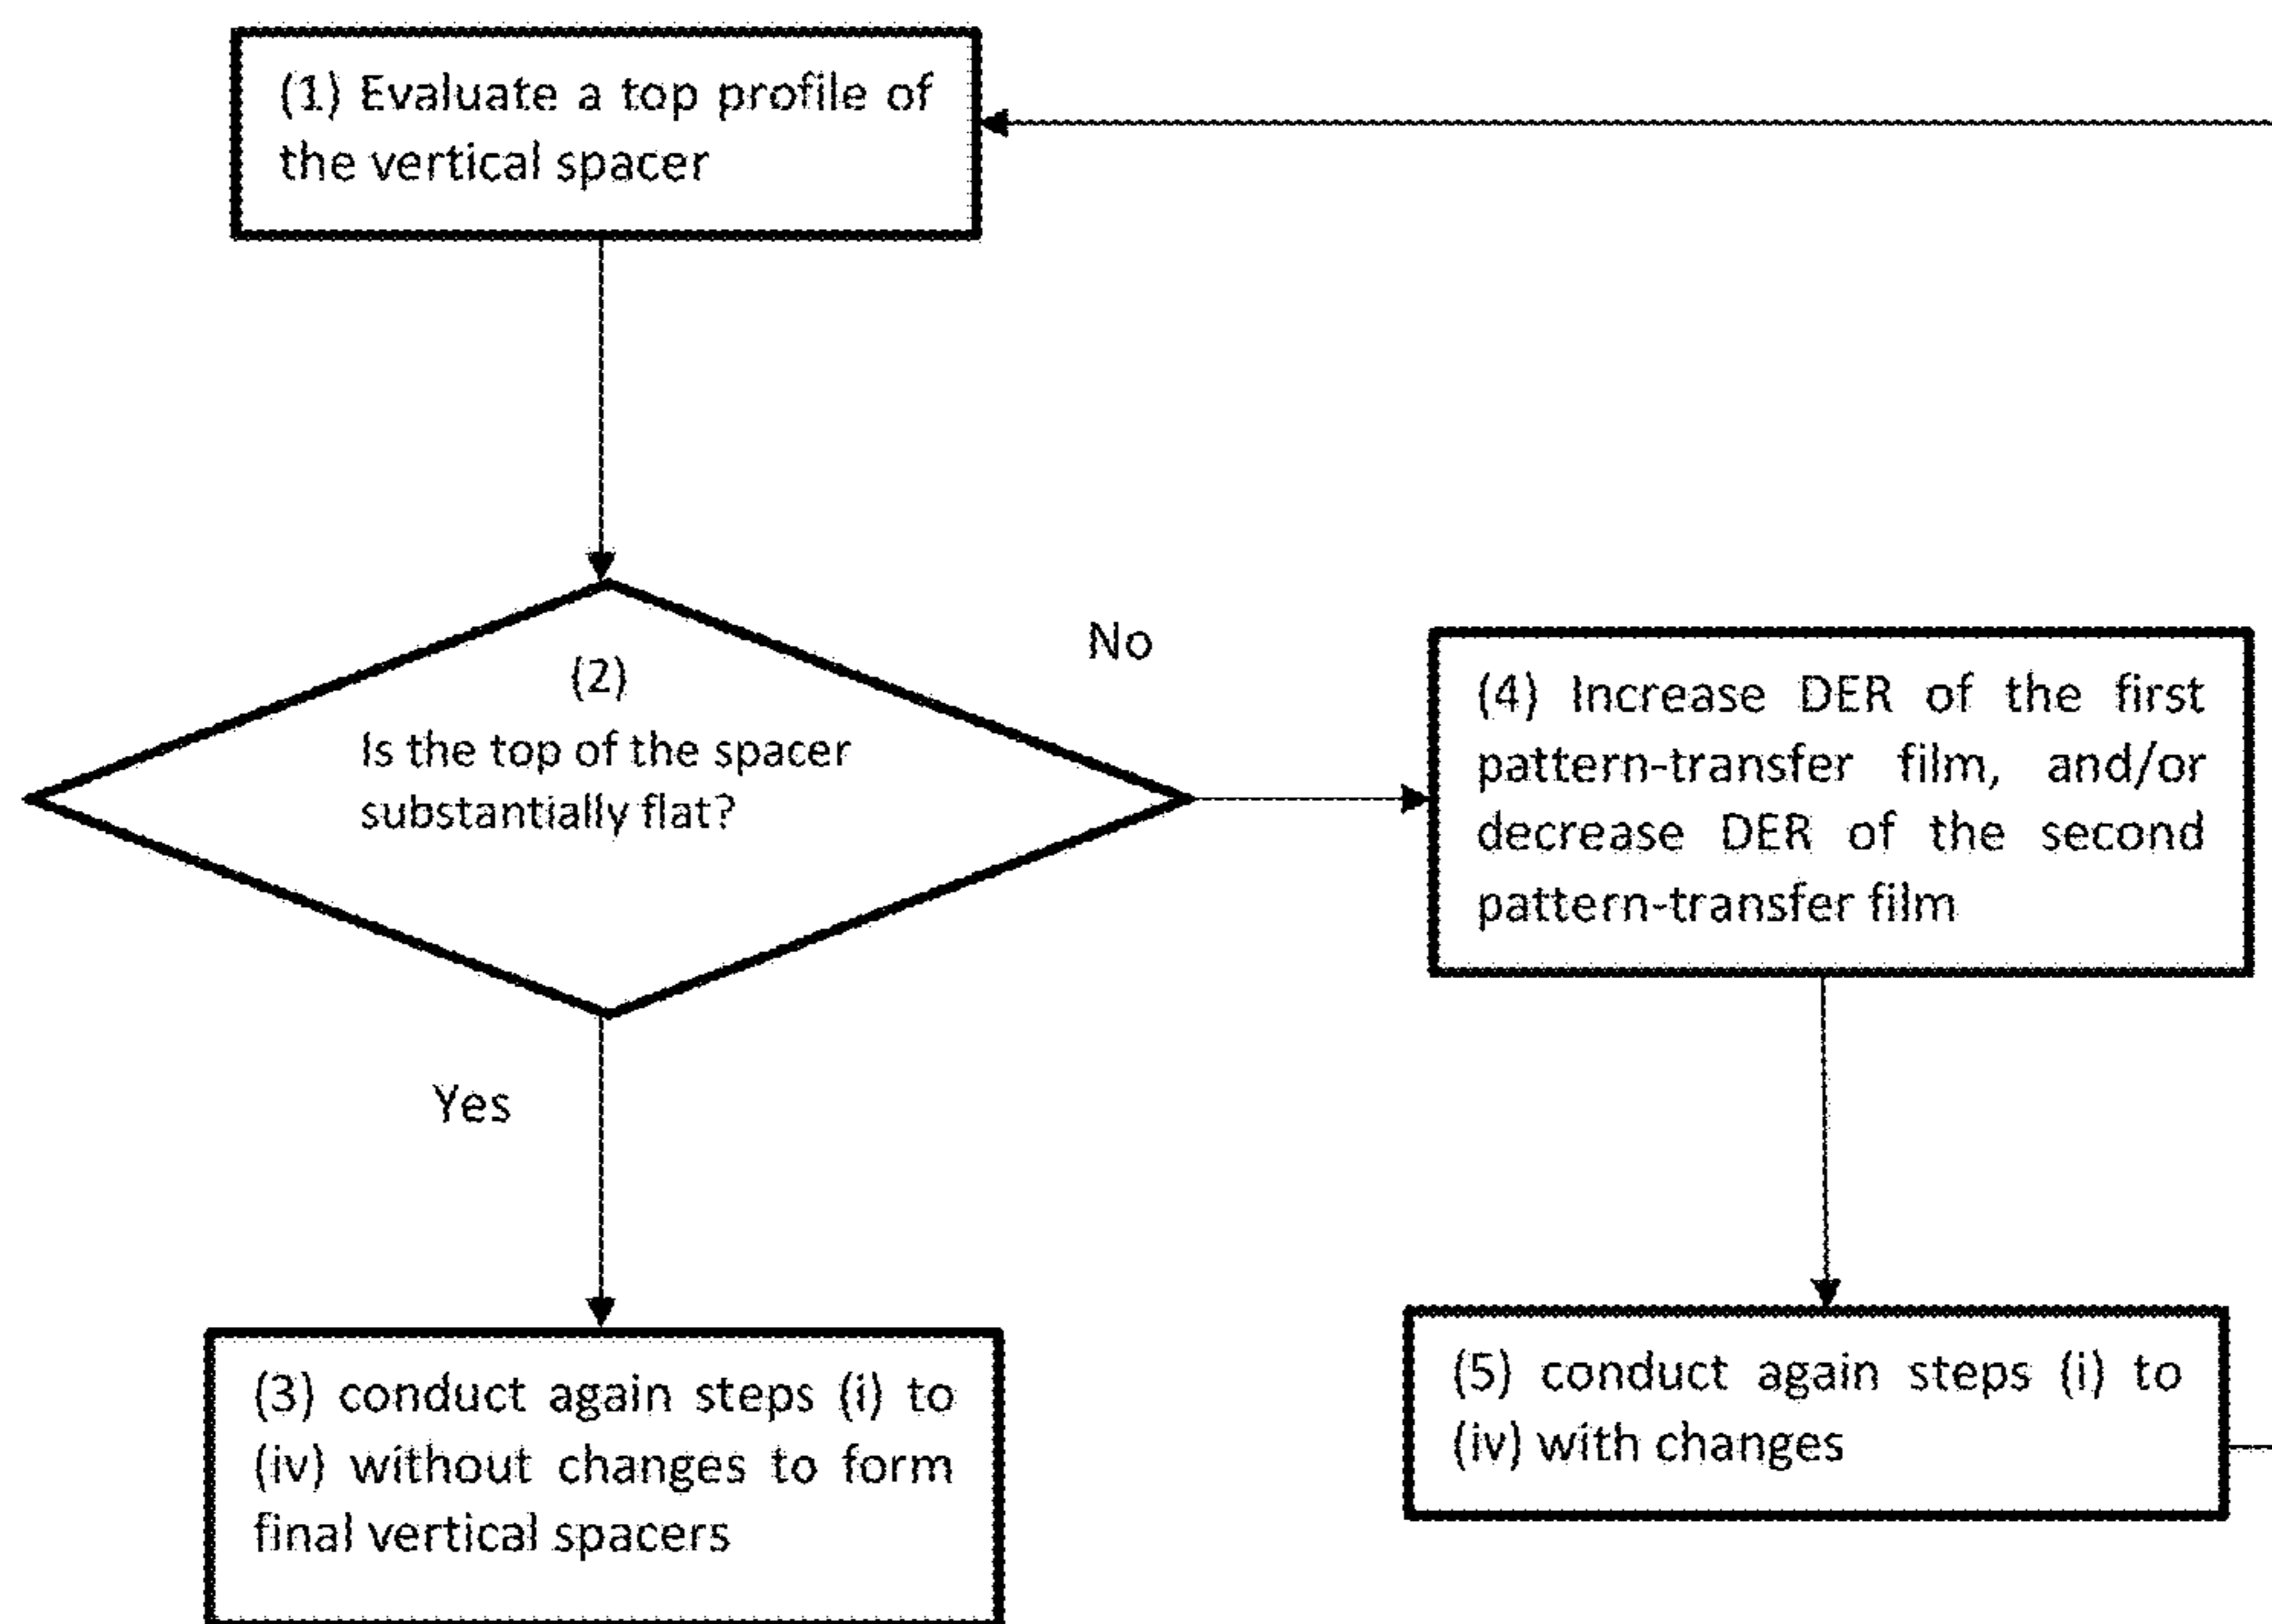 (1) Evaluate a top profile of
the vertical spacer
(2)
Is the top of the spacer
substantially flat?
No
(4) Increase DER of the first
pattern-transfer film, and/or
decrease DER of the second
pattern-transfer film
Yes
(3) conduct again steps (i) to
(iv) without changes to form
final vertical spacers
(5) conduct again steps (i) to
(iv) with changes